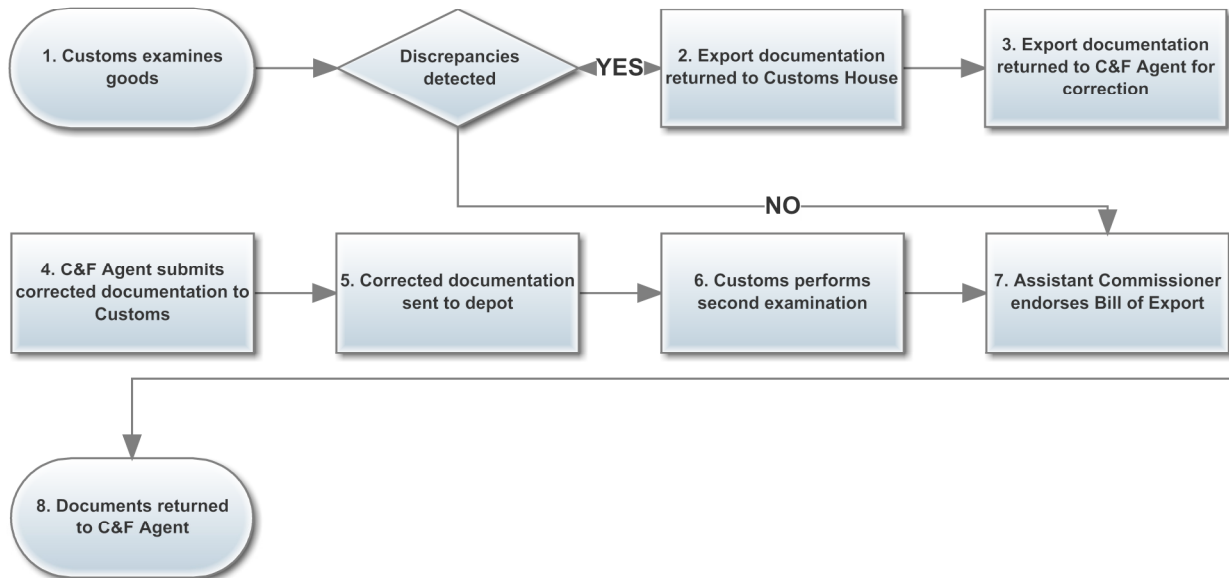 1. Customs examines
goods
Discrepancies
detected
YES
2. Export documentation
returned to Customs House
3. Export documentation
returned to C&F Agent for
correction
NO
4. C&F Agent submits
corrected documentation to
Customs
5. Corrected documentation
sent to depot
6. Customs performs
second examination
7. Assistant Commissioner
endorses Bill of Export
8. Documents returned
to C&F Agent